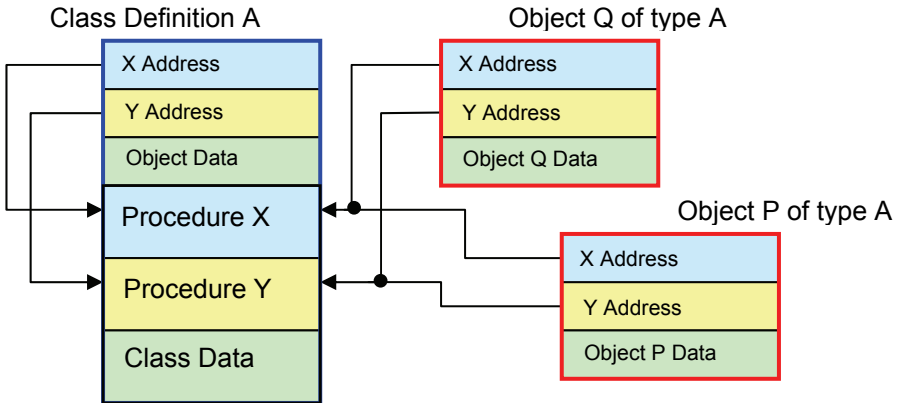 Class Definition A
X Address
Y Address
Object Data
Procedure X
Procedure Y
Class Data
Object Q of type A
X Address
Y Address
Object Q Data
Object P of type A
X Address
Y Address
Object P Data